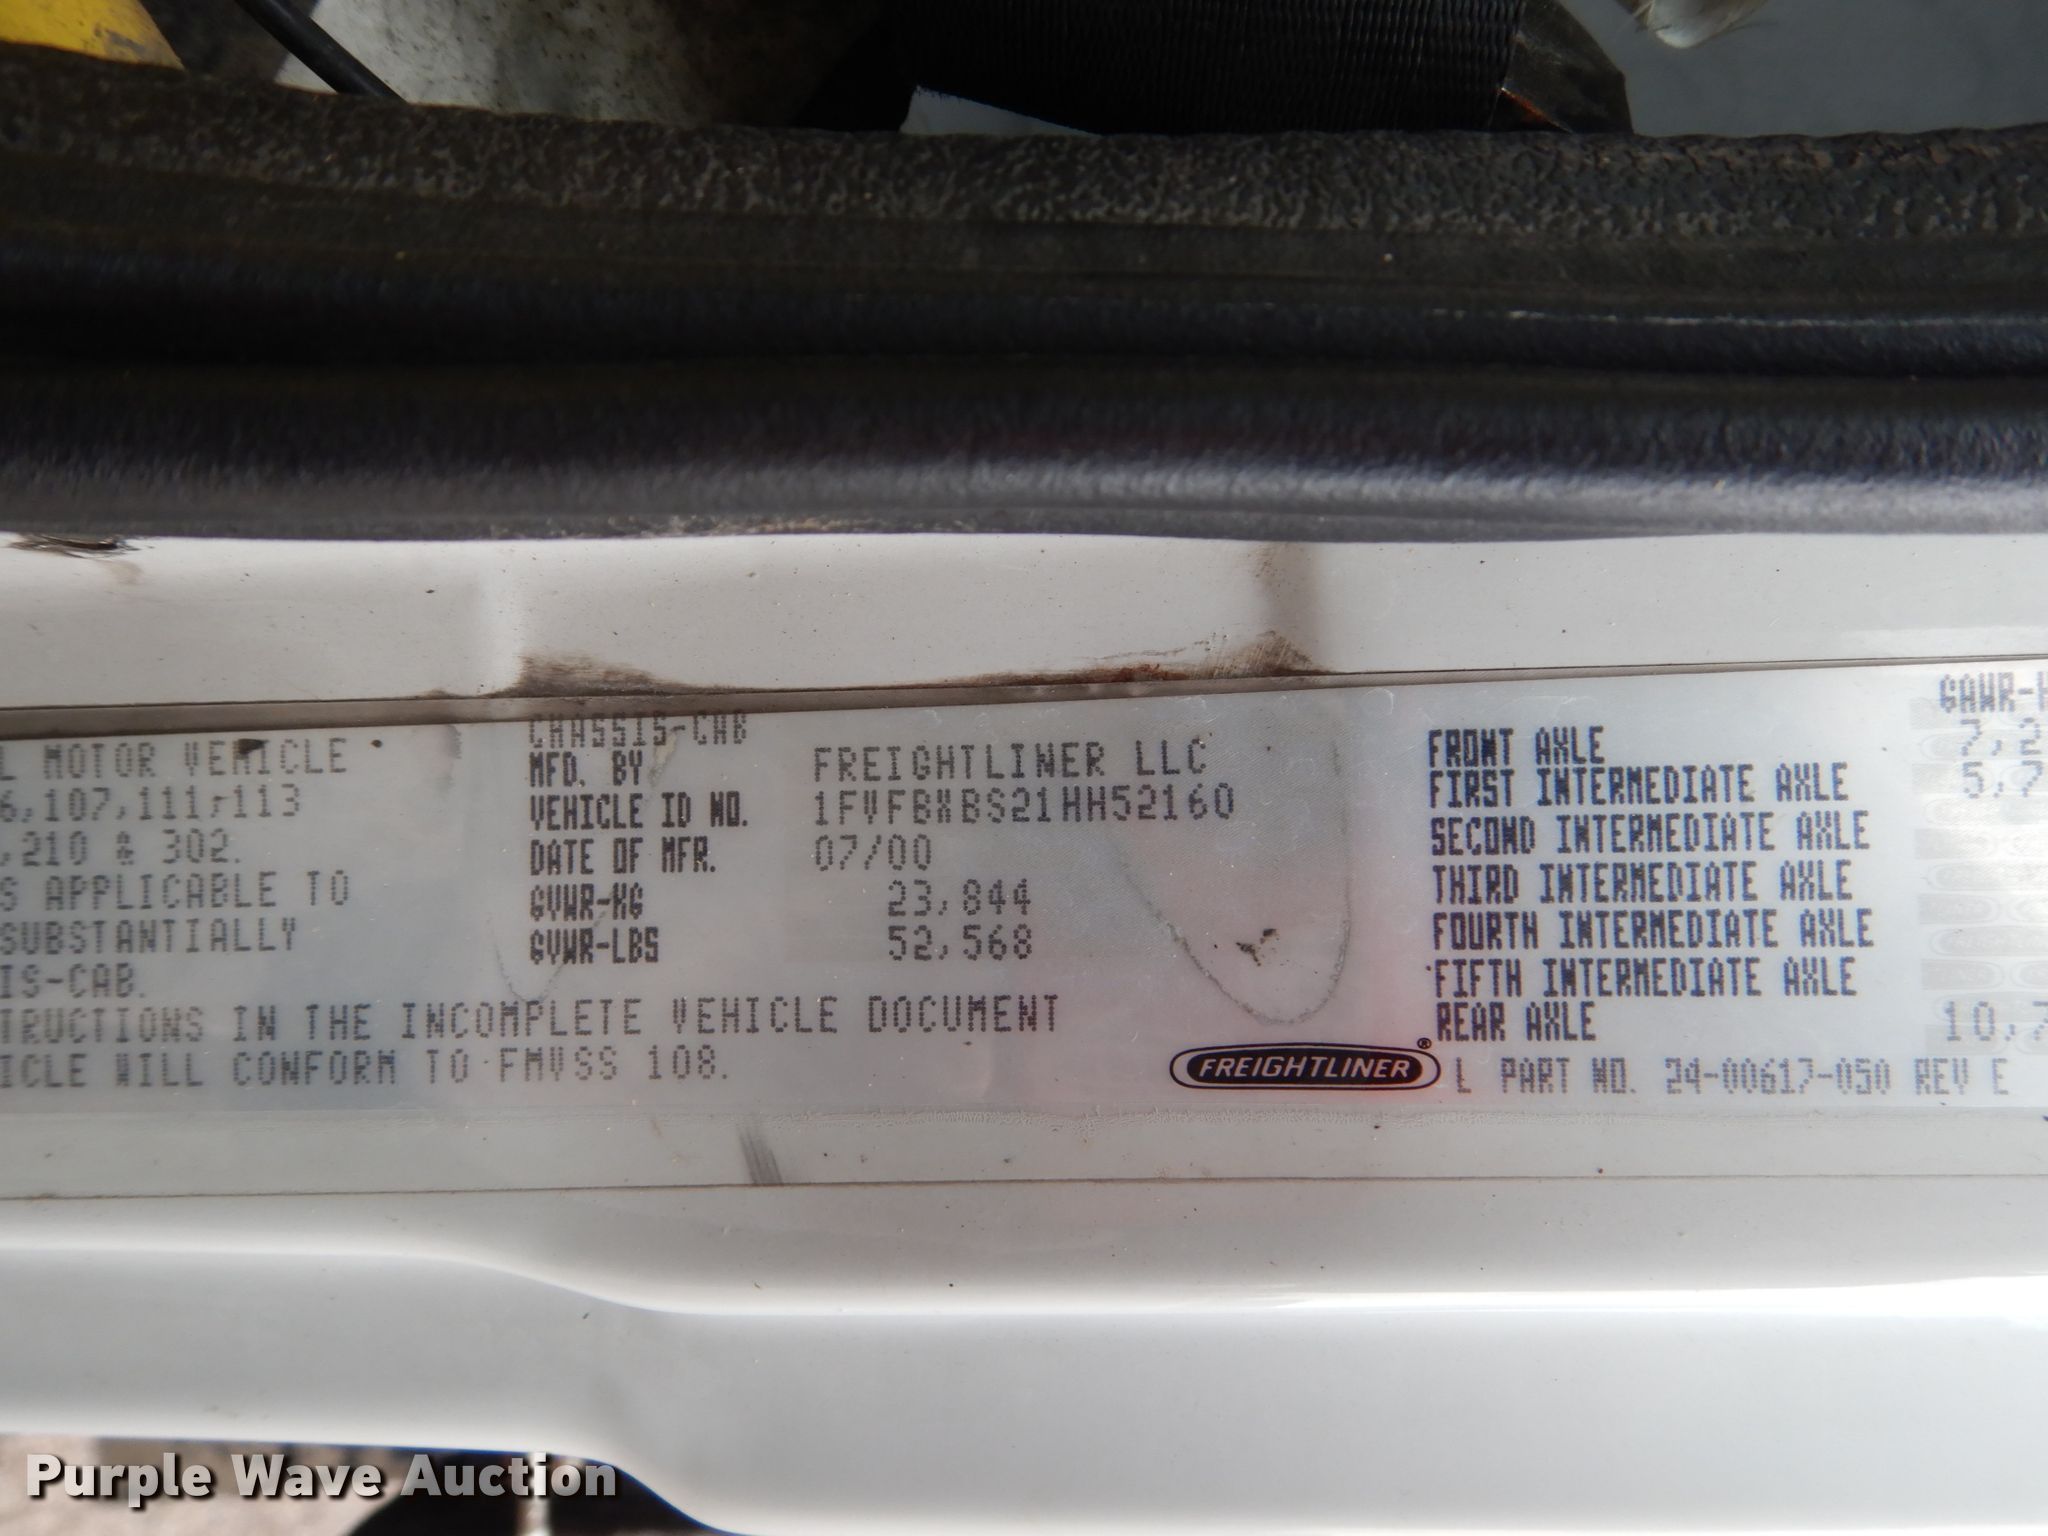 CHASSIS-CAB
L MOTOR VEHICLE
6,107,111,113
,210 & 302.
S APPLICABLE TO
SUBSTANTIALLY
IS-CAB.
TRUCTIONS IN THE INCOMPLETE VEHICLE DOCUMENT
ICLE WILL CONFORM TO FMVSS 108.
MFD. BY FREIGHTLINER LLC
VEHICLE ID NO. 1FVFBXBS21HH52160
DATE OF MFR. 07/00
GVWR-KG 23,844
GVWR-LBS 52,568
GAWR-K
FRONT AXLE 7,2
FIRST INTERMEDIATE AXLE 5,7
SECOND INTERMEDIATE AXLE
THIRD INTERMEDIATE AXLE
FOURTH INTERMEDIATE AXLE
FIFTH INTERMEDIATE AXLE
REAR AXLE 10,7
FREIGHTLINER® L PART NO. 24-00617-050 REV E
Purple Wave Auction